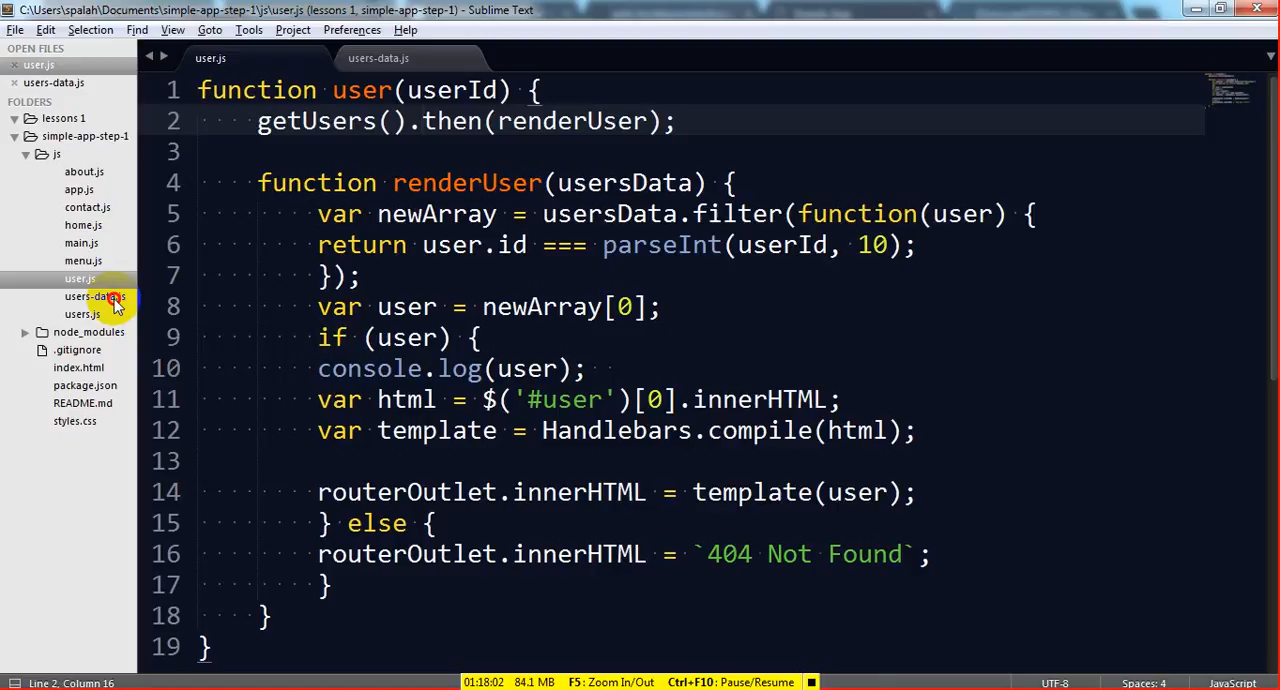 C:\Users\spalah\Documents\simple-app-step-1\js\user.js (lessons 1, simple-app-step-1) - Sublime Text
File Edit Selection Find View Goto Tools Project Preferences Help
OPEN FILES
user.js
users-data.js
FOLDERS
lessons 1
simple-app-step-1
js
about.js
app.js
contact.js
home.js
main.js
menu.js
user.js
users-data.js
users.js
node_modules
.gitignore
index.html
package.json
README.md
styles.css
user.js users-data.js
1 function user(userId) {
2 getUsers().then(renderUser);
3
4 function renderUser(usersData) {
5 var newArray = usersData.filter(function(user) {
6 return user.id === parseInt(userId, 10);
7 });
8 var user = newArray[0];
9 if (user) {
10 console.log(user);
11 var html = $('#user')[0].innerHTML;
12 var template = Handlebars.compile(html);
13
14 routerOutlet.innerHTML = template(user);
15 } else {
16 routerOutlet.innerHTML = `404 Not Found`;
17 }
18 }
19 }
Line 2, Column 16
01:18:02 84.1 MB F5: Zoom In/Out Ctrl+F10: Pause/Resume
UTF-8 Spaces: 4 JavaScript